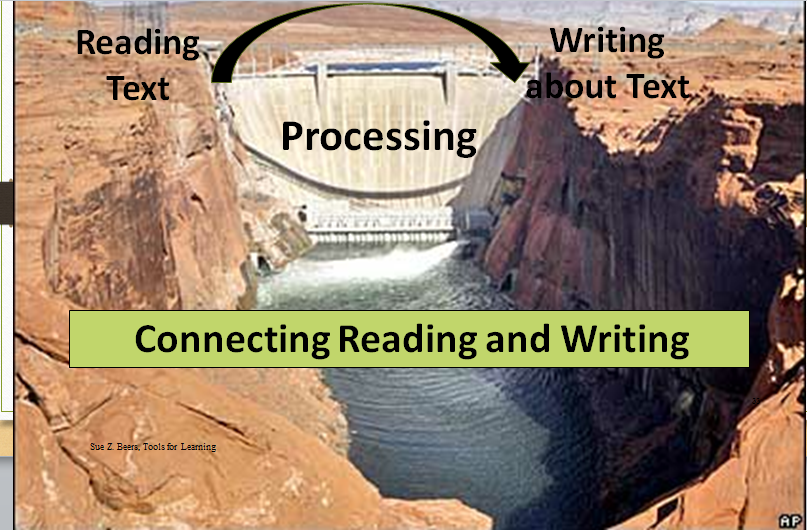 Reading
Text
Writing
about Text
Processing
Connecting Reading and Writing
Sue Z. Beers, Tools for Learning
AP